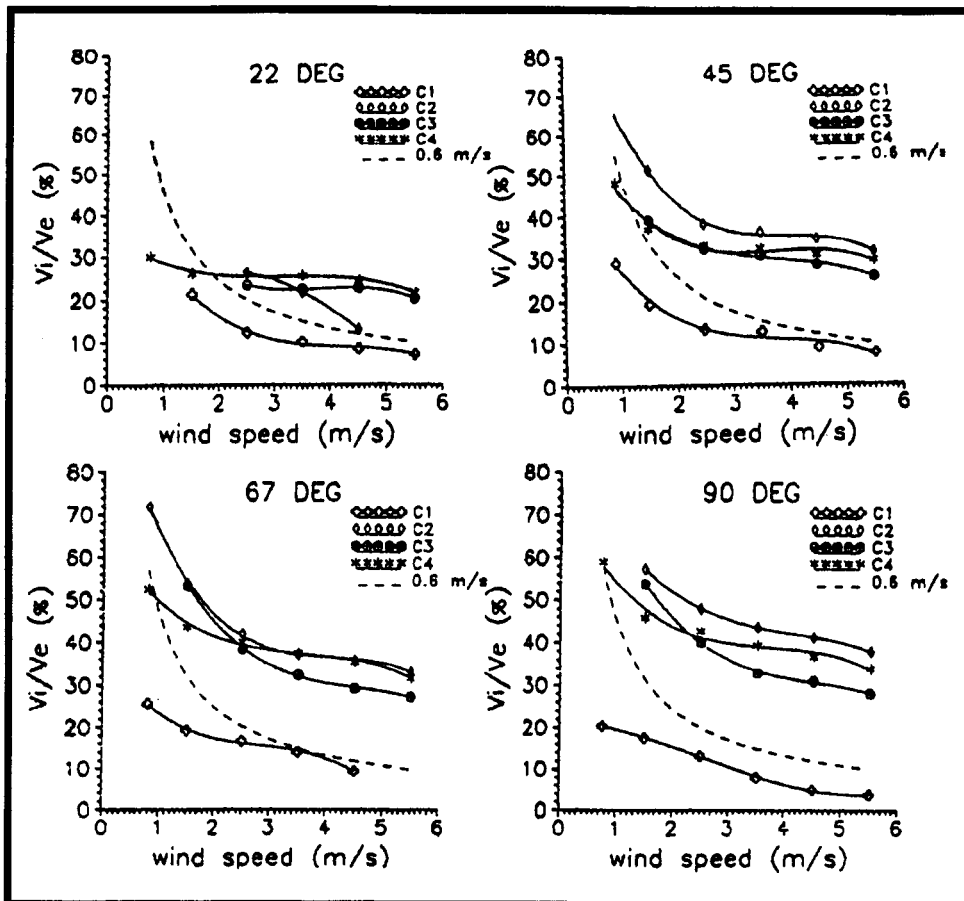 22 DEG
C1
C2
C3
C4
0.6 m/s
Vi/Ve (%)
80
70
60
50
40
30
20
10
0
0 1 2 3 4 5 6
wind speed (m/s)
45 DEG
C1
C2
C3
C4
0.6 m/s
Vi/Ve (%)
80
70
60
50
40
30
20
10
0
0 1 2 3 4 5 6
wind speed (m/s)
67 DEG
C1
C2
C3
C4
0.6 m/s
Vi/Ve (%)
80
70
60
50
40
30
20
10
0
0 1 2 3 4 5 6
wind speed (m/s)
90 DEG
C1
C2
C3
C4
0.6 m/s
Vi/Ve (%)
80
70
60
50
40
30
20
10
0
0 1 2 3 4 5 6
wind speed (m/s)